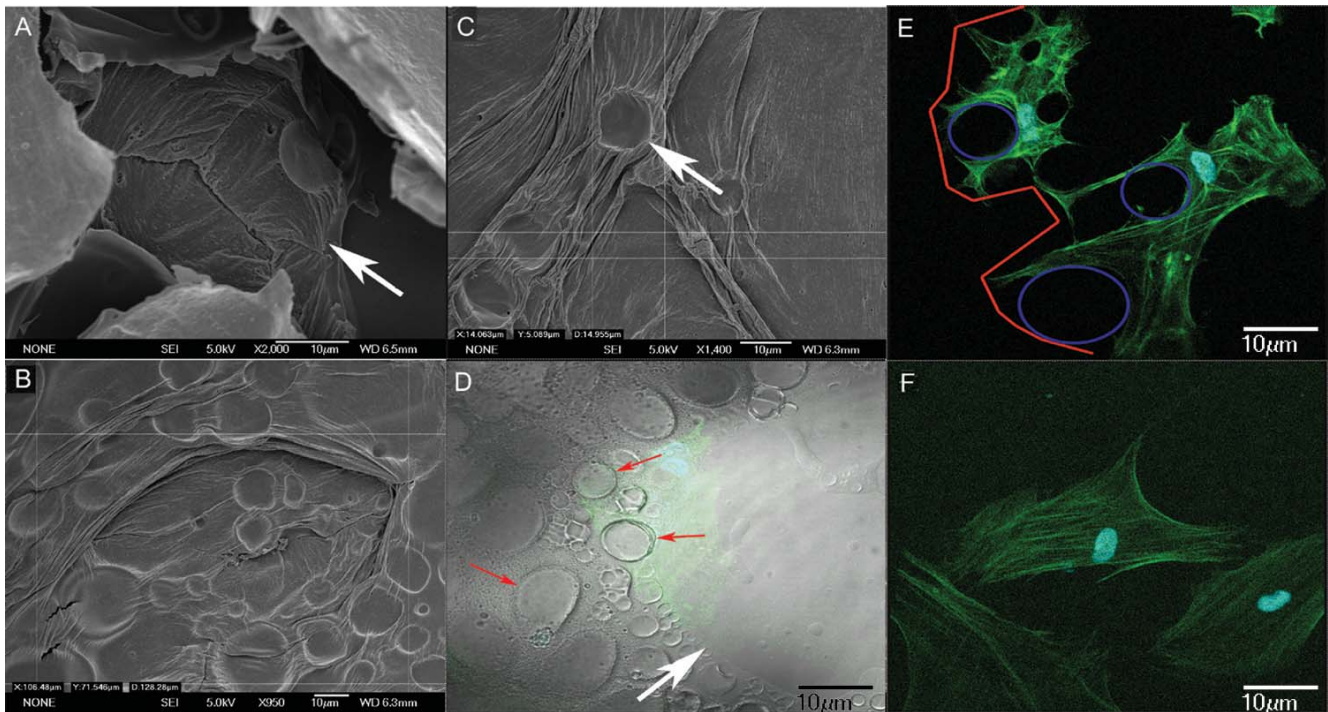 A
NONE SEI 5.0kV X2,000 10µm WD 6.5mm
B
X:106.48µm Y:71.546µm D:128.28µm
NONE SEI 5.0kV X950 10µm WD 6.3mm
C
X:14.063µm Y:5.089µm D:14.955µm
NONE SEI 5.0kV X1,400 10µm WD 6.3mm
D
10µm
E
10µm
F
10µm